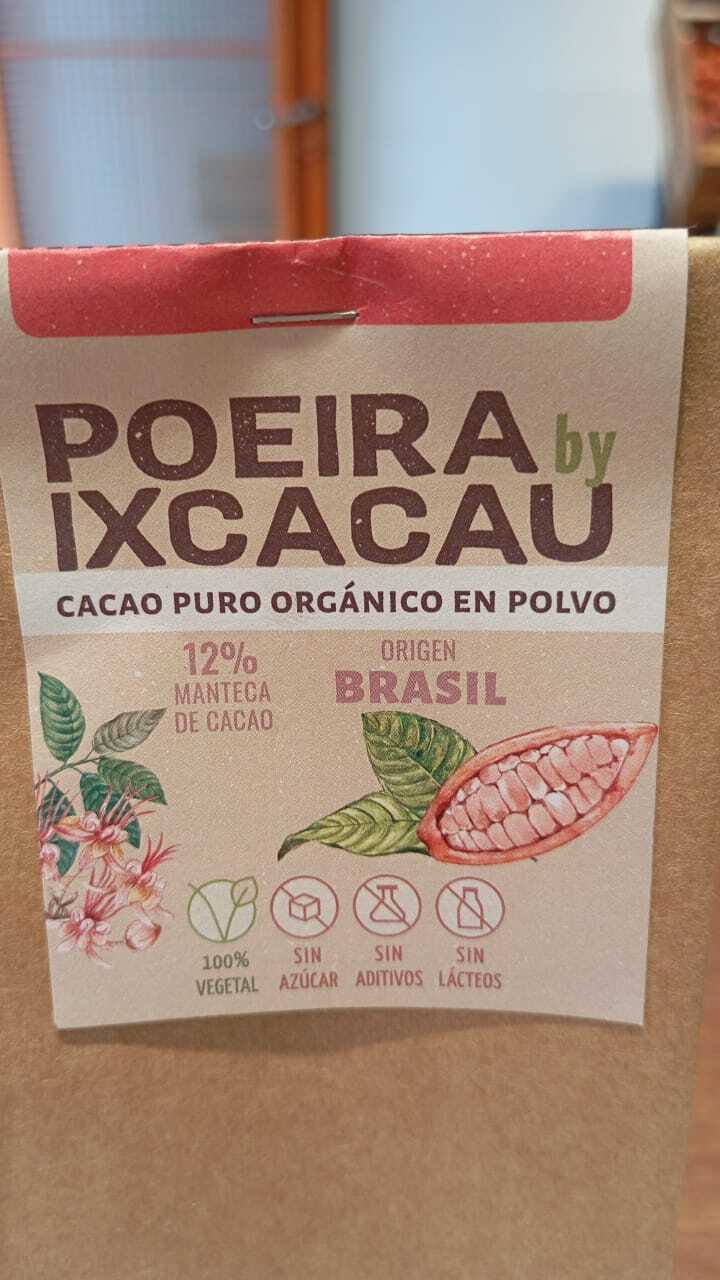 POEIRA by
IXCACAU
CACAO PURO ORGÁNICO EN POLVO
12%
MANTECA
DE CACAO
ORIGEN
BRASIL
100%
VEGETAL
SIN
AZÚCAR
SIN
ADITIVOS
SIN
LÁCTEOS